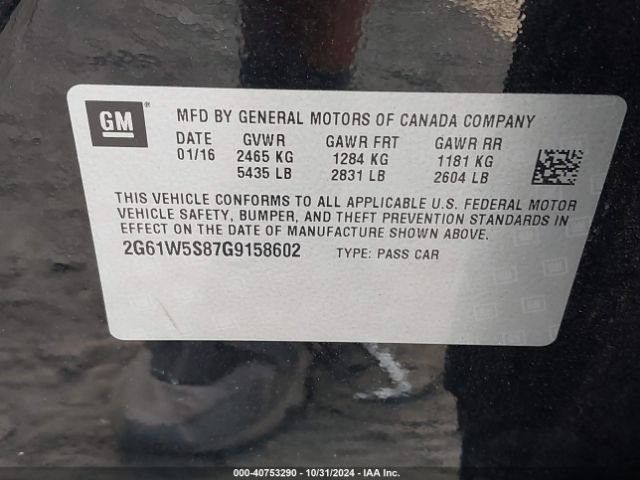 GM ®
MFD BY GENERAL MOTORS OF CANADA COMPANY
DATE GVWR GAWR FRT GAWR RR
01/16 2465 KG 1284 KG 1181 KG
5435 LB 2831 LB 2604 LB
THIS VEHICLE CONFORMS TO ALL APPLICABLE U.S. FEDERAL MOTOR
VEHICLE SAFETY, BUMPER, AND THEFT PREVENTION STANDARDS IN
EFFECT ON THE DATE OF MANUFACTURE SHOWN ABOVE.
2G61W5S87G9158602 TYPE: PASS CAR
000-40753290 - 10/31/2024 - IAA Inc.